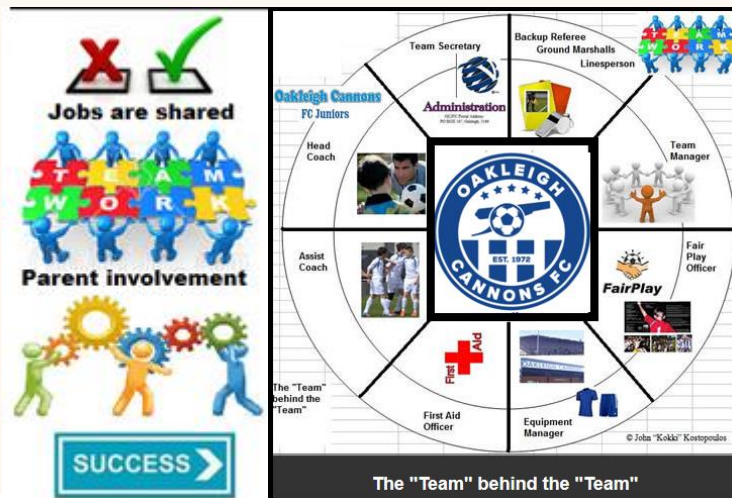 Jobs are shared
T E A M
W O R K
Parent involvement
SUCCESS
Oakleigh Cannons
FC Juniors
Team Secretary
Administration
Backup Referee
Ground Marshalls
Linesperson
T E A M
W O R K
Head
Coach
Team
Manager
OAKLEIGH
EST. 1972
CANNONS FC
Assist
Coach
Fair
Play
Officer
FairPlay
First Aid
OAKLEIGH CANNONS
The "Team"
behind the
"Team"
First Aid
Officer
Equipment
Manager
© John "Kokki" Kostopoulos
The "Team" behind the "Team"